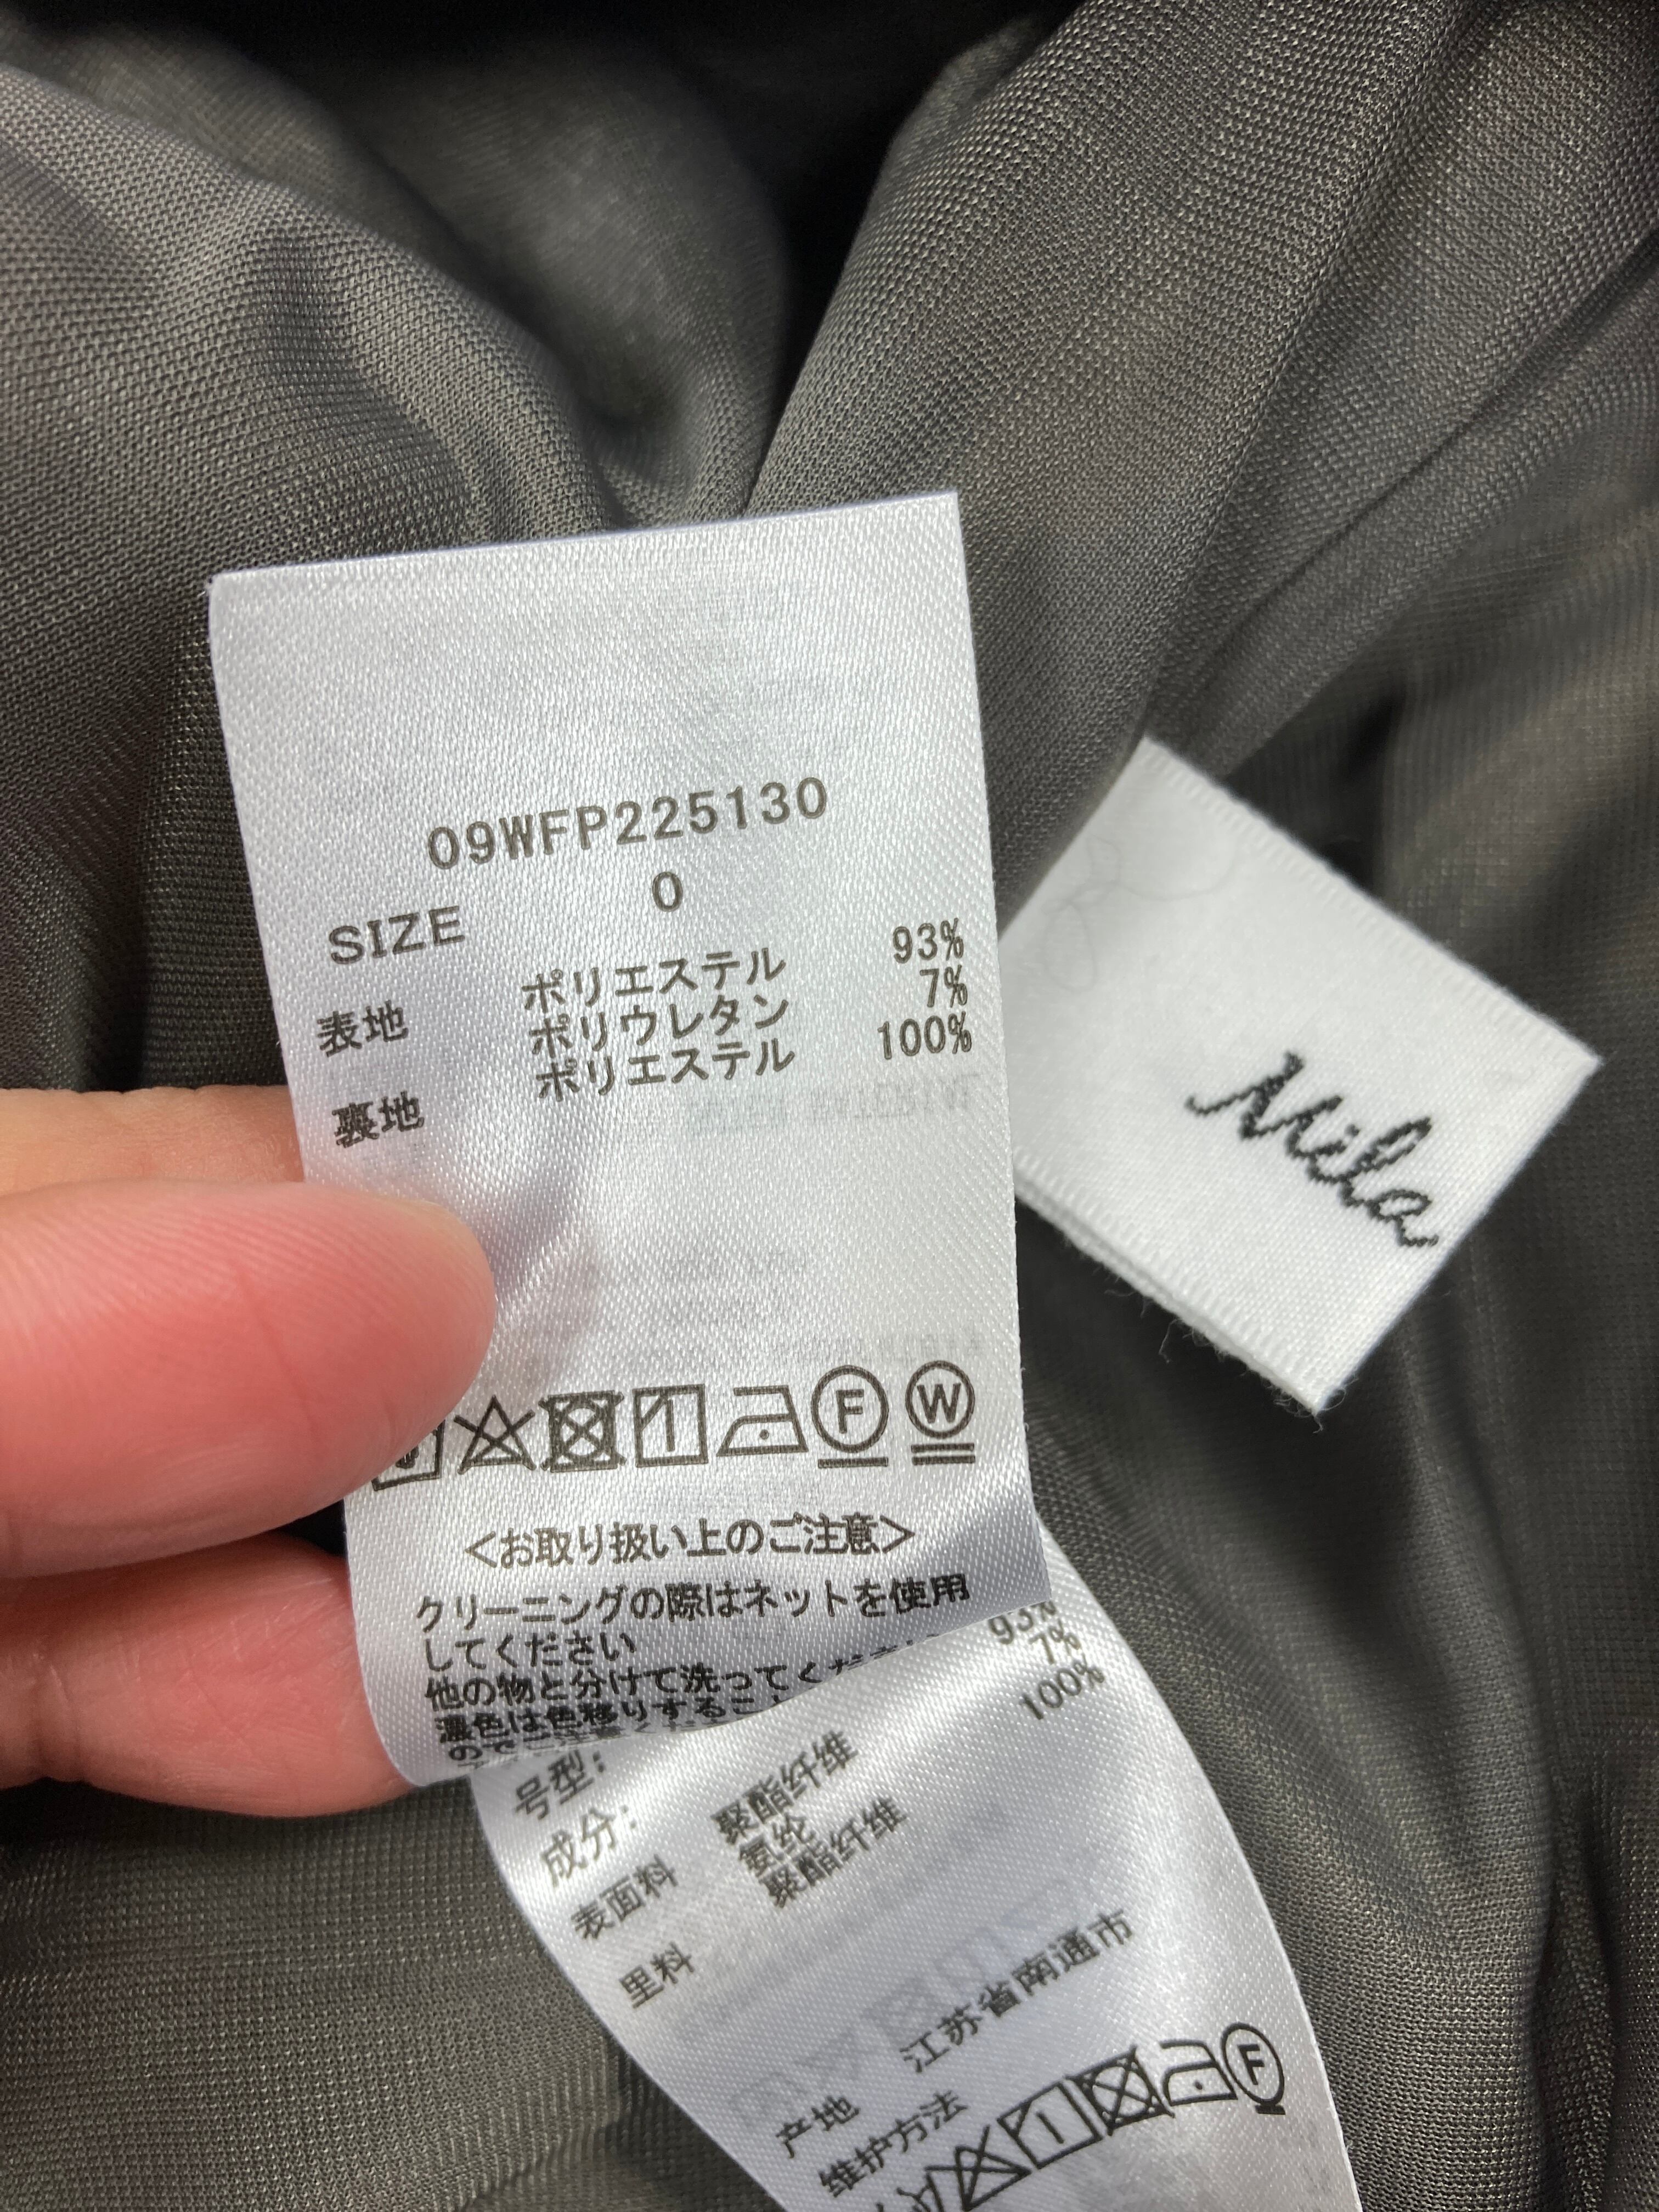 09WFP225130
SIZE 0
表地 ポリエステル 93%
ポリウレタン 7%
裏地 ポリエステル 100%
F W
<お取り扱い上のご注意>
クリーニングの際はネットを使用
してください
他の物と分けて洗ってくだ
濃色は色移りするこ
Mila
93%
7%
100%
号型:
成分:
表面料 聚酯纤维
氨纶
里料 聚酯纤维
产地 江苏省南通市
维护方法
F